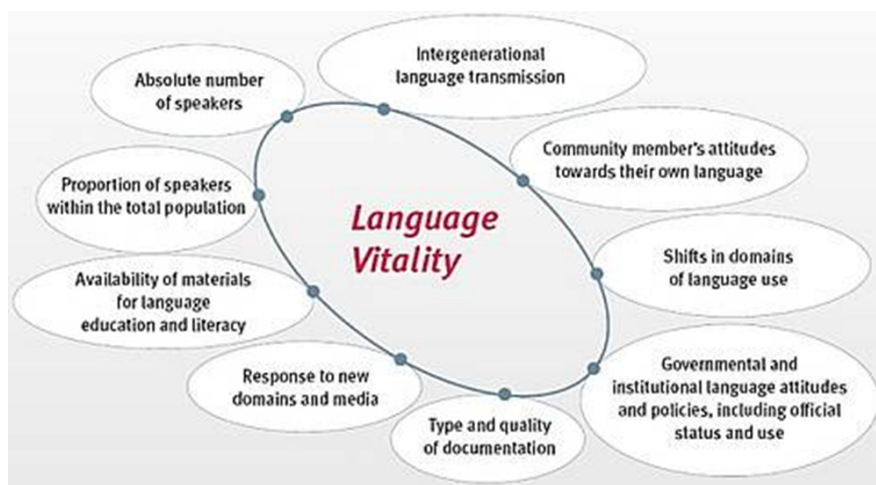 Intergenerational
language transmission
Absolute number
of speakers
Community member's attitudes
towards their own language
Proportion of speakers
within the total population
Language
Vitality
Shifts in domains
of language use
Availability of materials
for language
education and literacy
Governmental and
institutional language attitudes
and policies, including official
status and use
Response to new
domains and media
Type and quality
of documentation